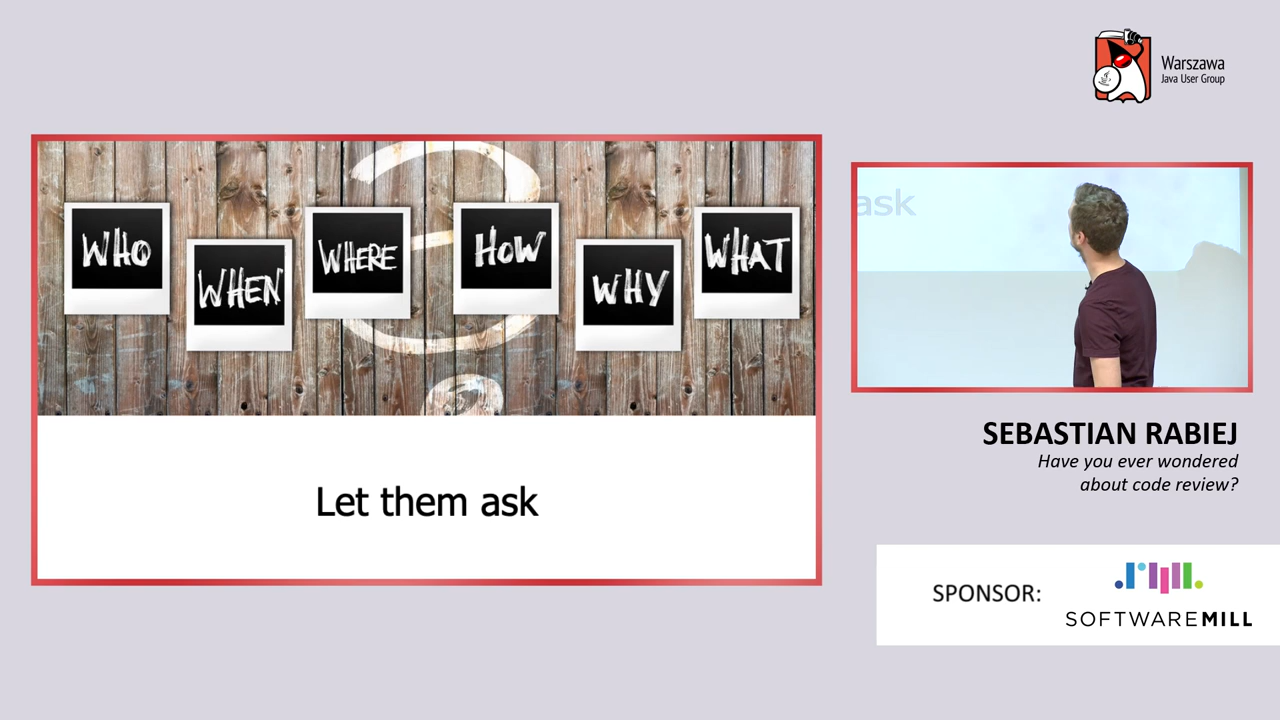 Warszawa
Java User Group
WHO
WHEN
WHERE
HOW
WHY
WHAT
Let them ask
ask
SEBASTIAN RABIEJ
Have you ever wondered
about code review?
SPONSOR:
SOFTWAREMILL